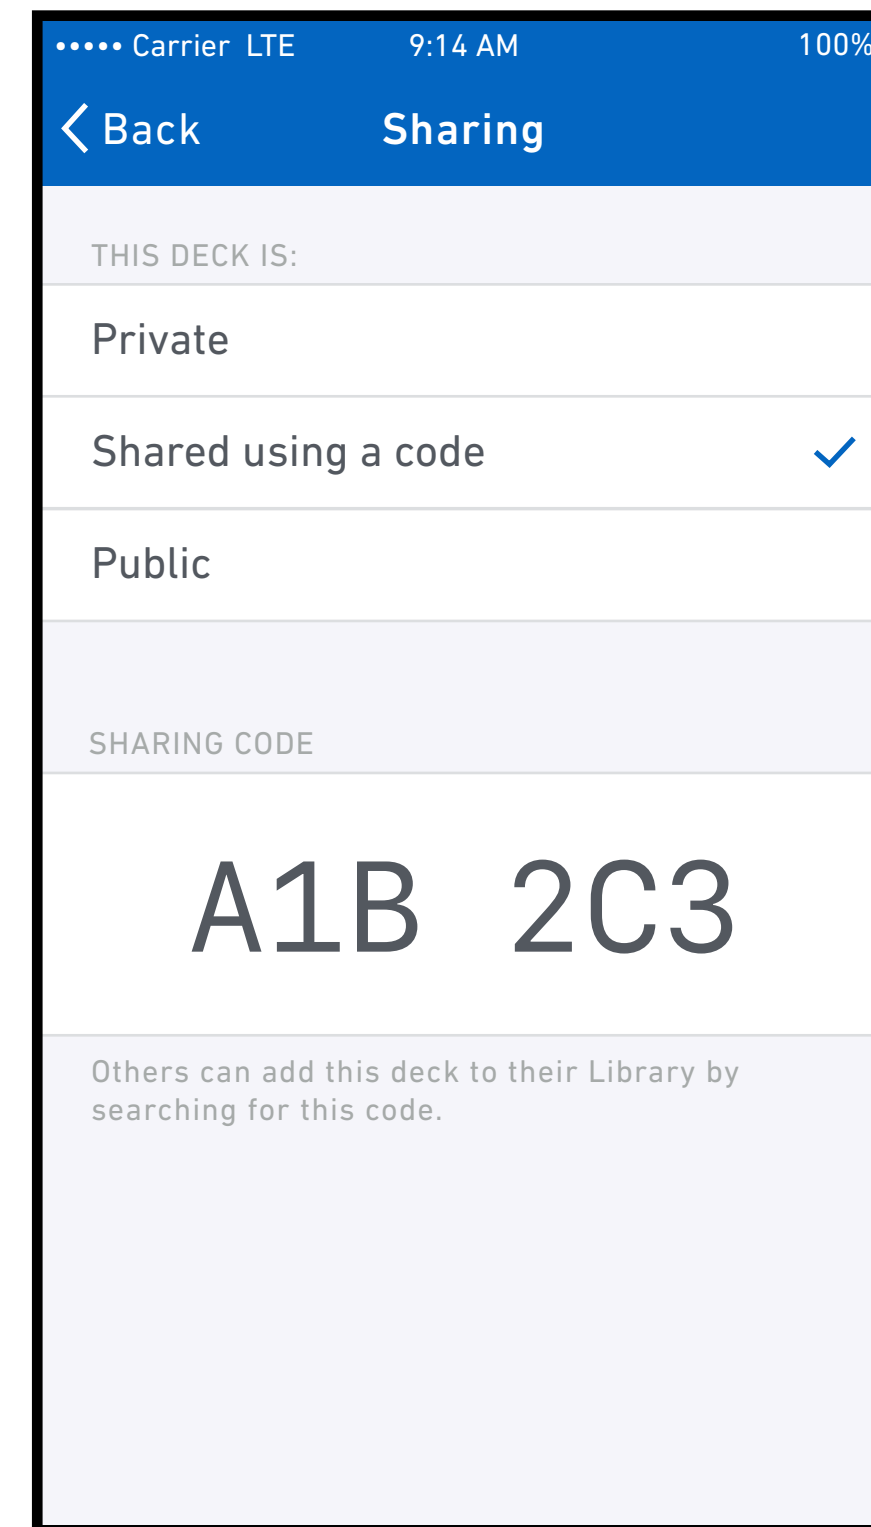 ••••• Carrier LTE 9:14 AM 100%
Back Sharing
THIS DECK IS:
Private
Shared using a code
Public
SHARING CODE
A1B 2C3
Others can add this deck to their Library by
searching for this code.